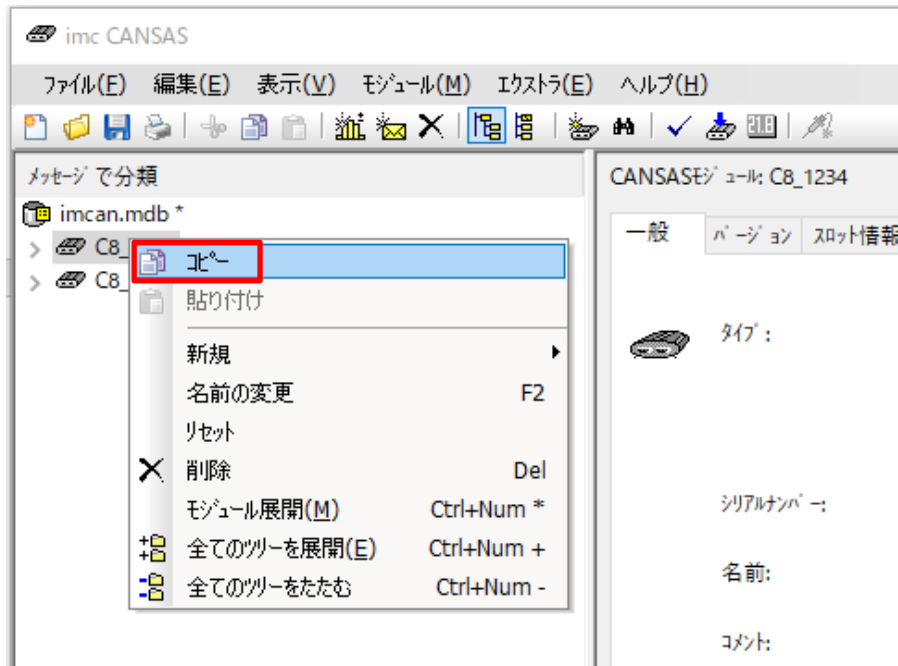 imc CANSAS
ファイル(F) 編集(E) 表示(V) モジュール(M) エクストラ(E) ヘルプ(H)
メッセージ で分類
CANSASモジュール: C8_1234
imcan.mdb *
一般 バージョン スロット情報
C8_
C8_
コピー
貼り付け
タイプ:
新規
名前の変更 F2
リセット
削除 Del
モジュール展開(M) Ctrl+Num *
シリアルナンバー:
全てのツリーを展開(E) Ctrl+Num +
名前:
全てのツリーをたたむ Ctrl+Num -
コメント: